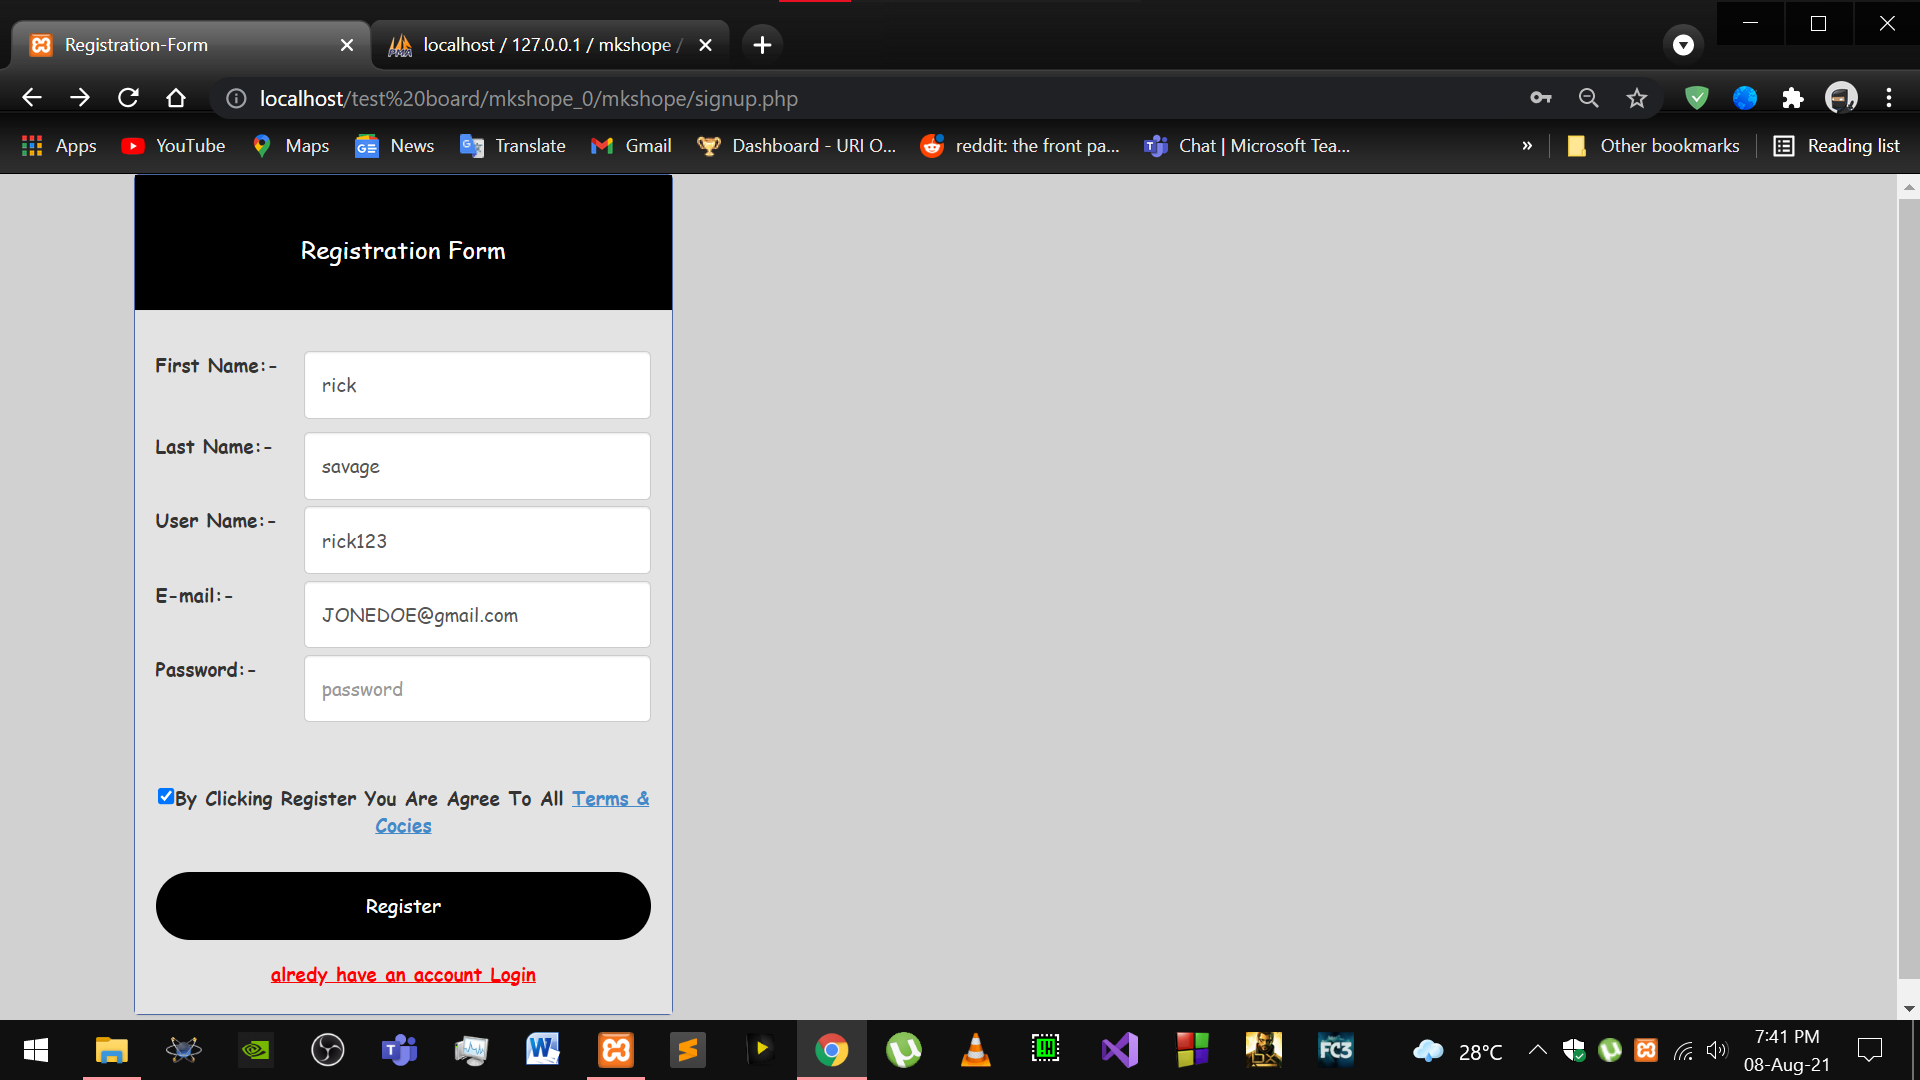 Registration-Form
localhost / 127.0.0.1 / mkshope /
localhost/test%20board/mkshope_0/mkshope/signup.php
Apps YouTube Maps News Translate Gmail Dashboard - URI O... reddit: the front pa... Chat | Microsoft Tea... » Other bookmarks Reading list
Registration Form
First Name:- rick
Last Name:- savage
User Name:- rick123
E-mail:- JONEDOE@gmail.com
Password:- password
By Clicking Register You Are Agree To All Terms &
Cocies
Register
alredy have an account Login
28°C
7:41 PM
08-Aug-21
PMA
W
S
DX
FC3